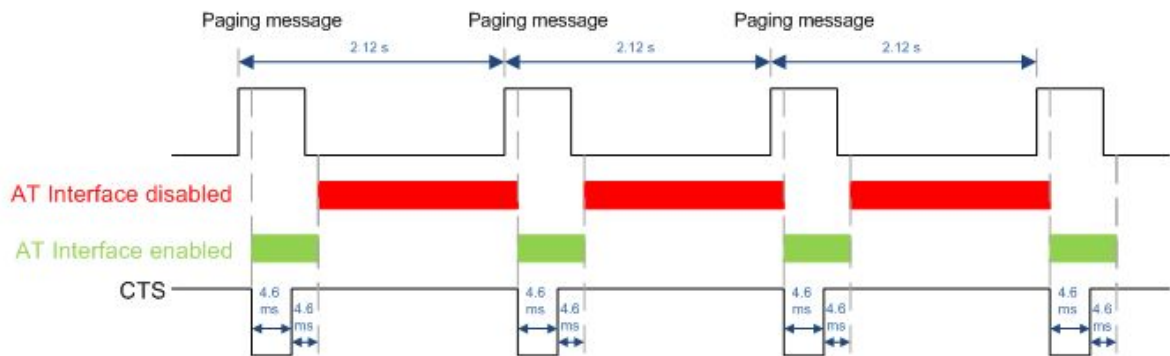 Paging message Paging message Paging message
2.12 s 2.12 s 2.12 s
AT Interface disabled
AT Interface enabled
CTS
4.6 4.6 4.6 4.6
ms 4.6 ms 4.6 ms 4.6 ms 4.6
ms ms ms ms